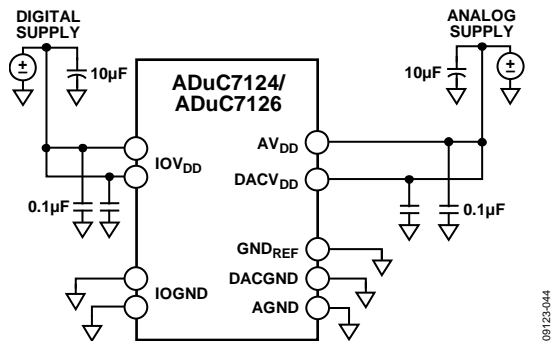 DIGITAL
SUPPLY
ANALOG
SUPPLY
10µF
10µF
ADuC7124/
ADuC7126
IOVDD
AVDD
DACVDD
0.1µF
0.1µF
GNDREF
DACGND
IOGND
AGND
09123-044